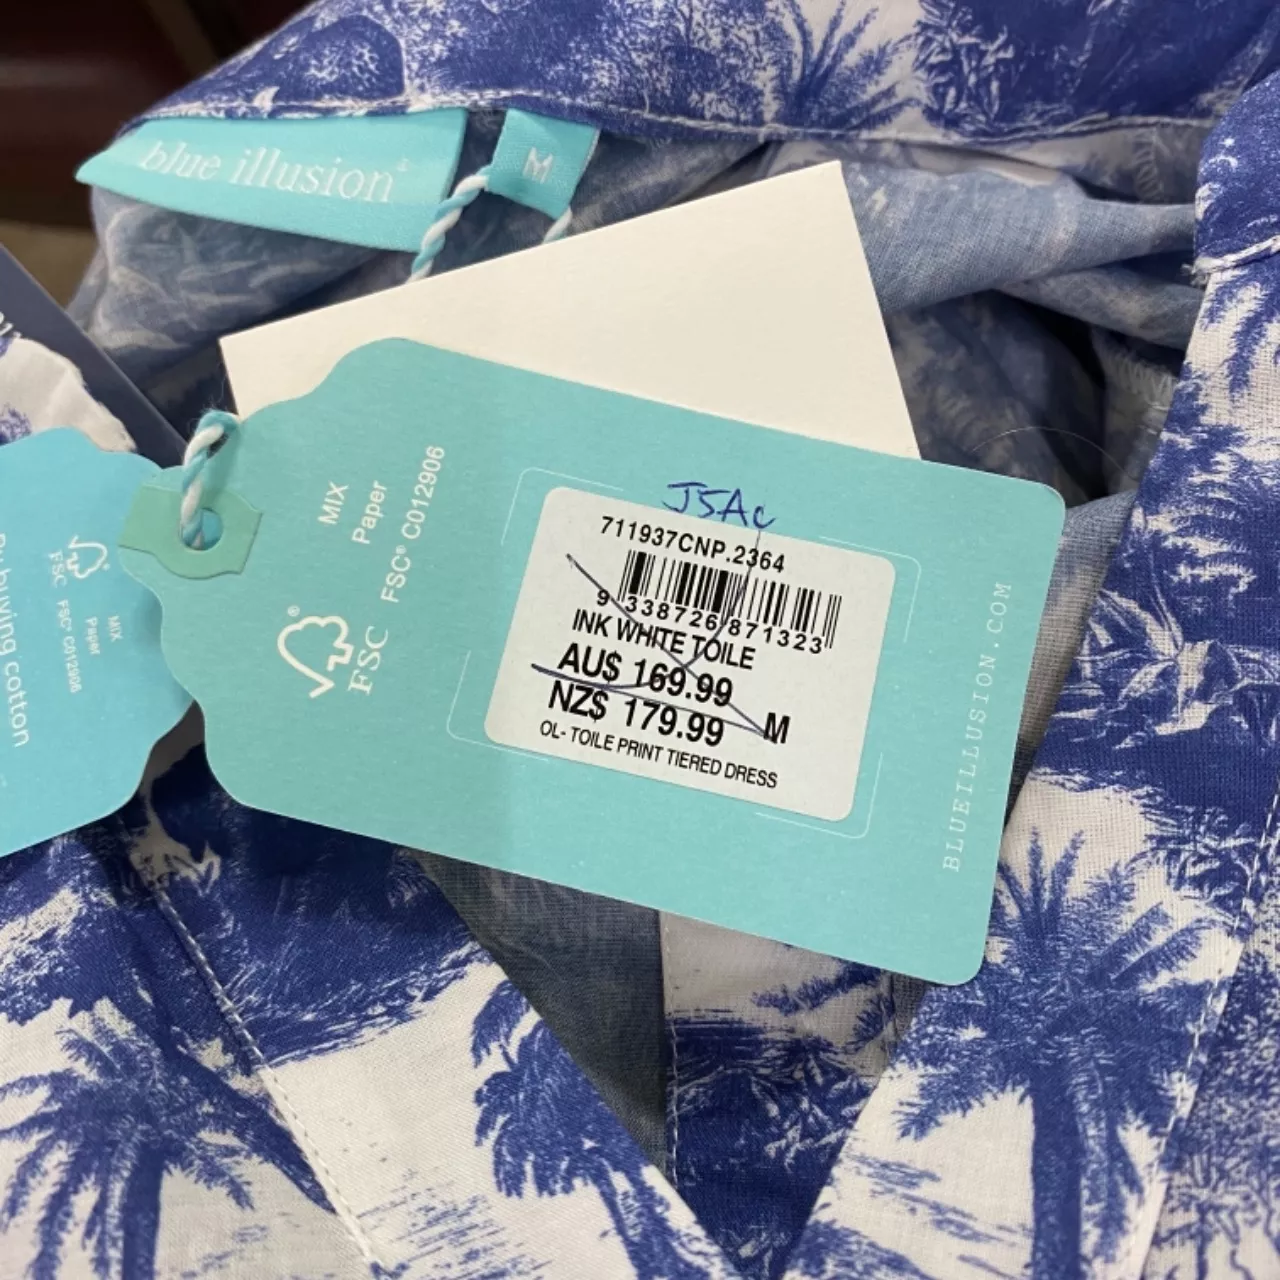 blue illusion
M
MIX
Paper
FSC® C012906
®
FSC
J5Ac
711937CNP.2364
9 338726 871323
INK WHITE TOILE
AU$ 169.99
NZ$ 179.99 M
OL- TOILE PRINT TIERED DRESS
BLUEILLUSION.COM
MIX
Paper
FSC® C012906
FSC
buying cotton